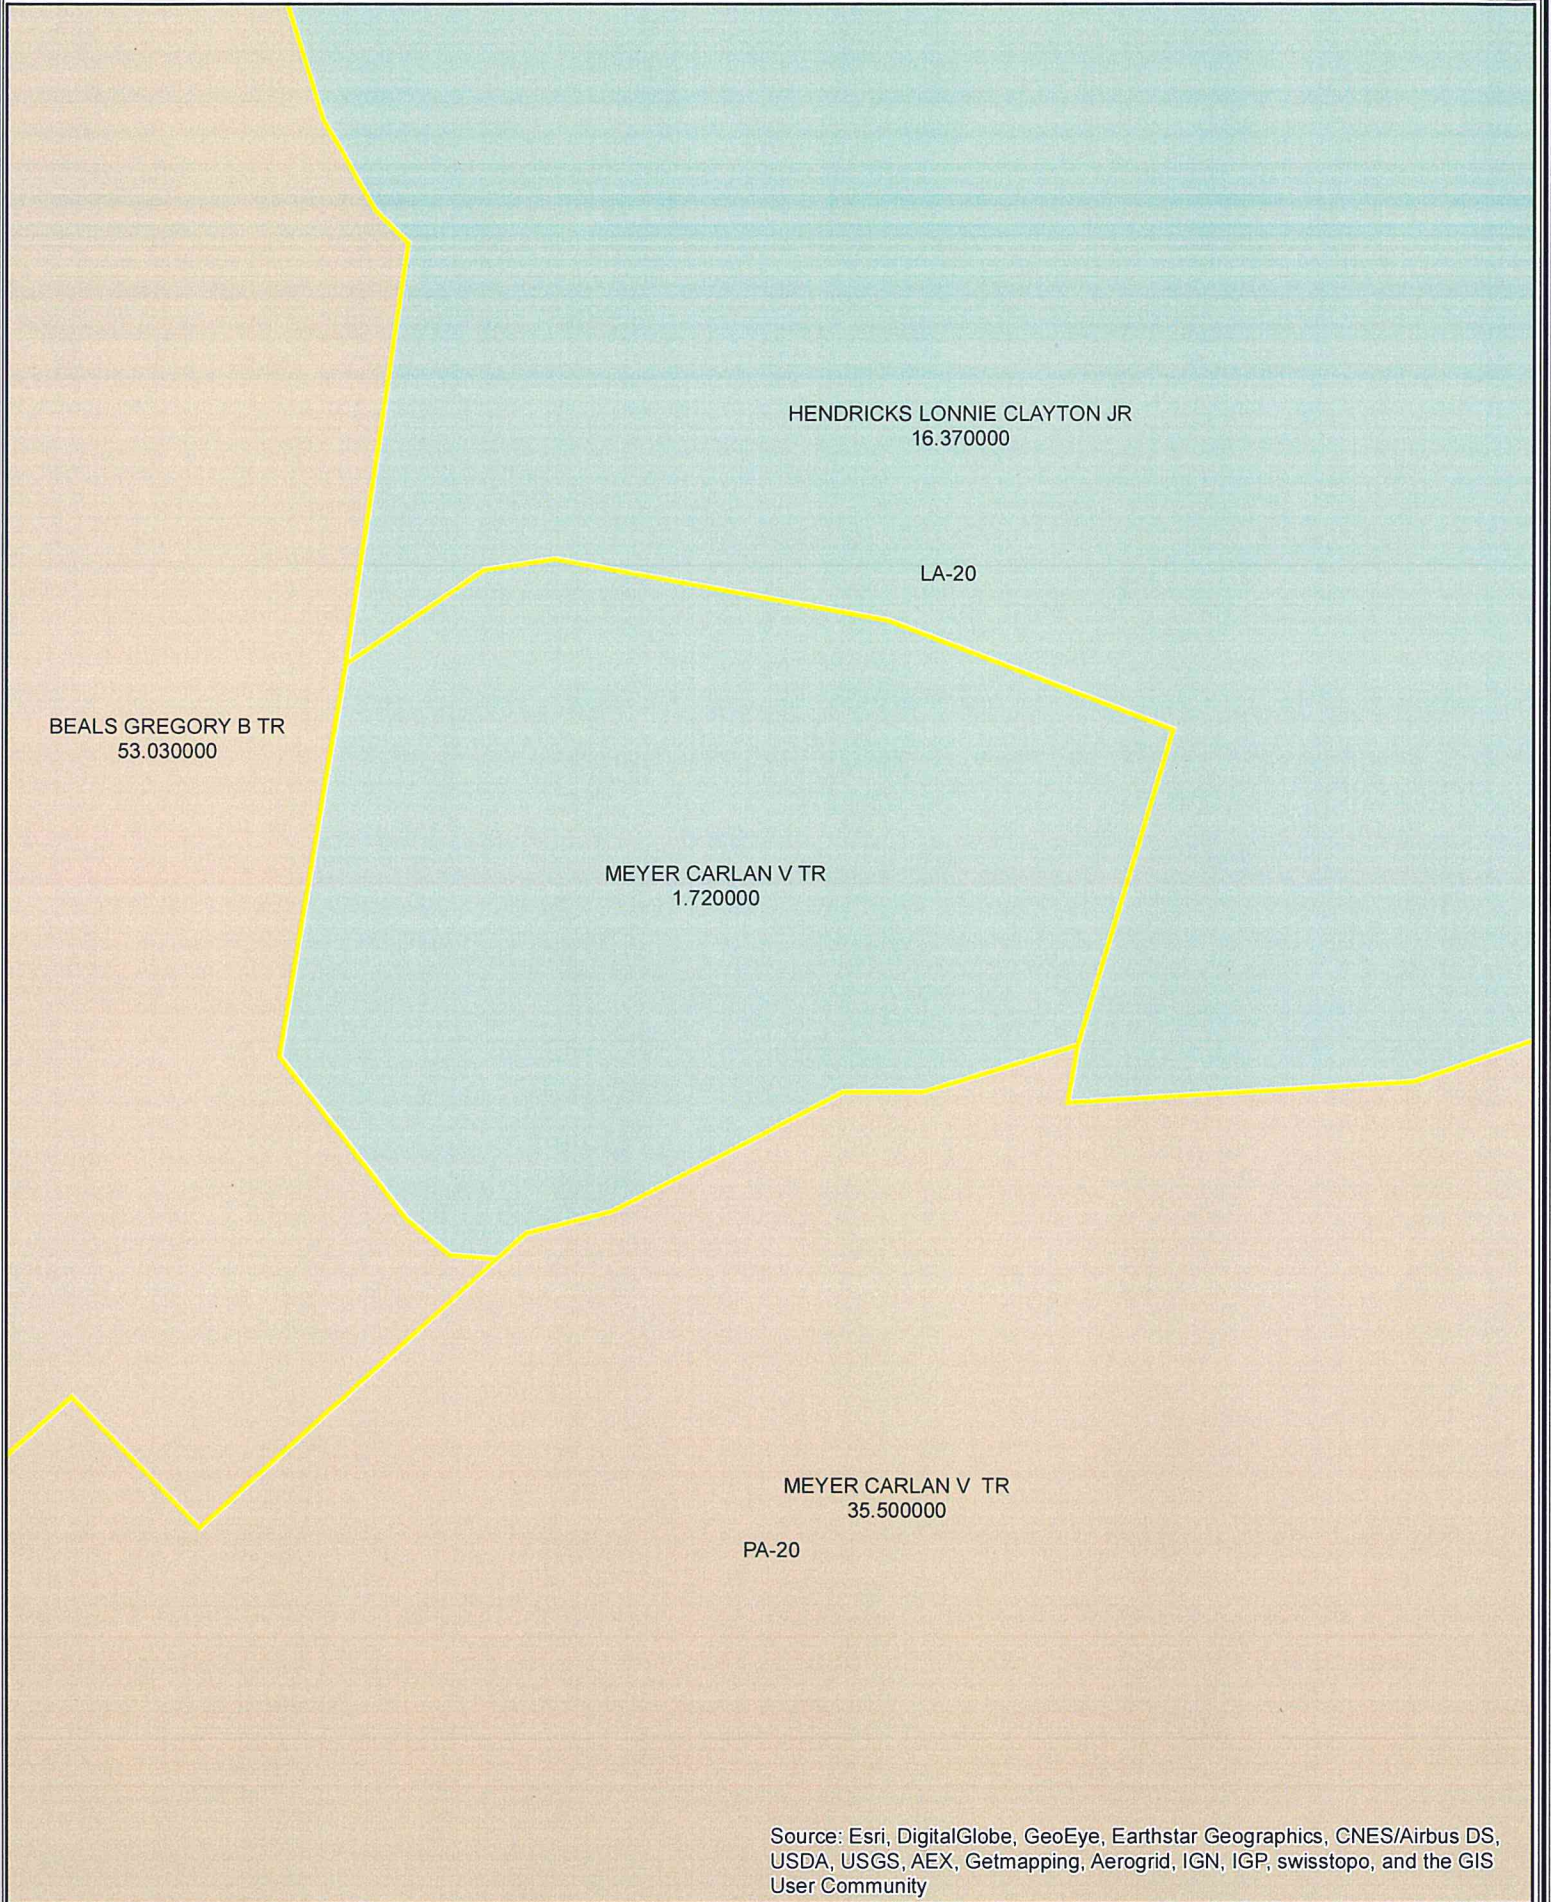 HENDRICKS LONNIE CLAYTON JR
16.370000
LA-20
BEALS GREGORY B TR
53.030000
MEYER CARLAN V TR
1.720000
MEYER CARLAN V  TR
35.500000
PA-20
Source: Esri, DigitalGlobe, GeoEye, Earthstar Geographics, CNES/Airbus DS,
USDA, USGS, AEX, Getmapping, Aerogrid, IGN, IGP, swisstopo, and the GIS
User Community